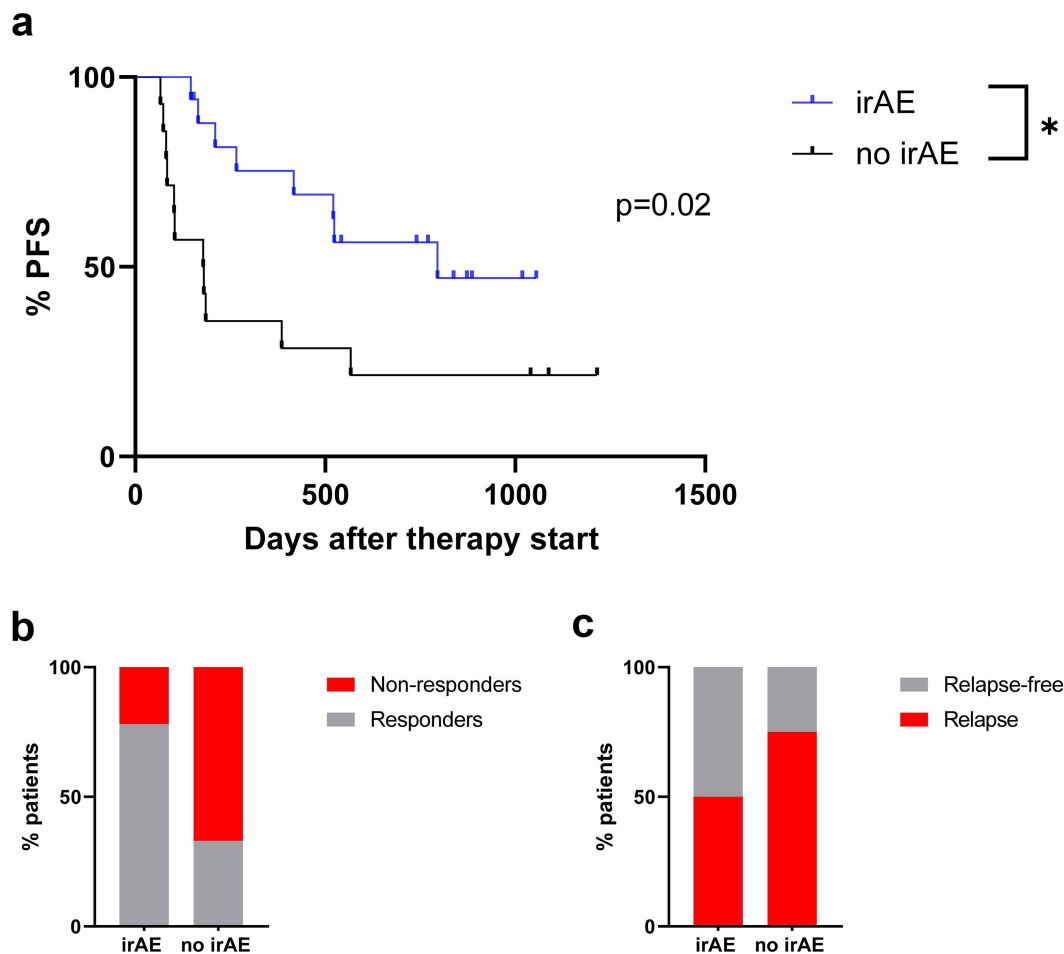 a
100
50
0
% PFS
0 500 1000 1500
Days after therapy start
irAE
no irAE
*
p=0.02
b
100
50
0
% patients
irAE no irAE
Non-responders
Responders
c
100
50
0
% patients
irAE no irAE
Relapse-free
Relapse